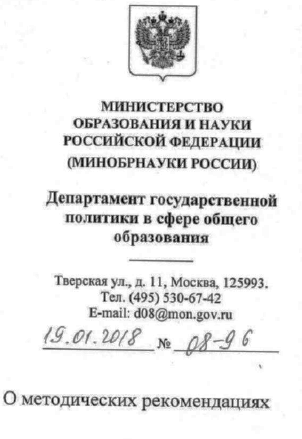 МИНИСТЕРСТВО
ОБРАЗОВАНИЯ И НАУКИ
РОССИЙСКОЙ ФЕДЕРАЦИИ
(МИНОБРНАУКИ РОССИИ)
Департамент государственной
политики в сфере общего
образования
Тверская ул., д. 11, Москва, 125993.
Тел. (495) 530-67-42
E-mail: d08@mon.gov.ru
19.01.2018 № 08-96
О методических рекомендациях